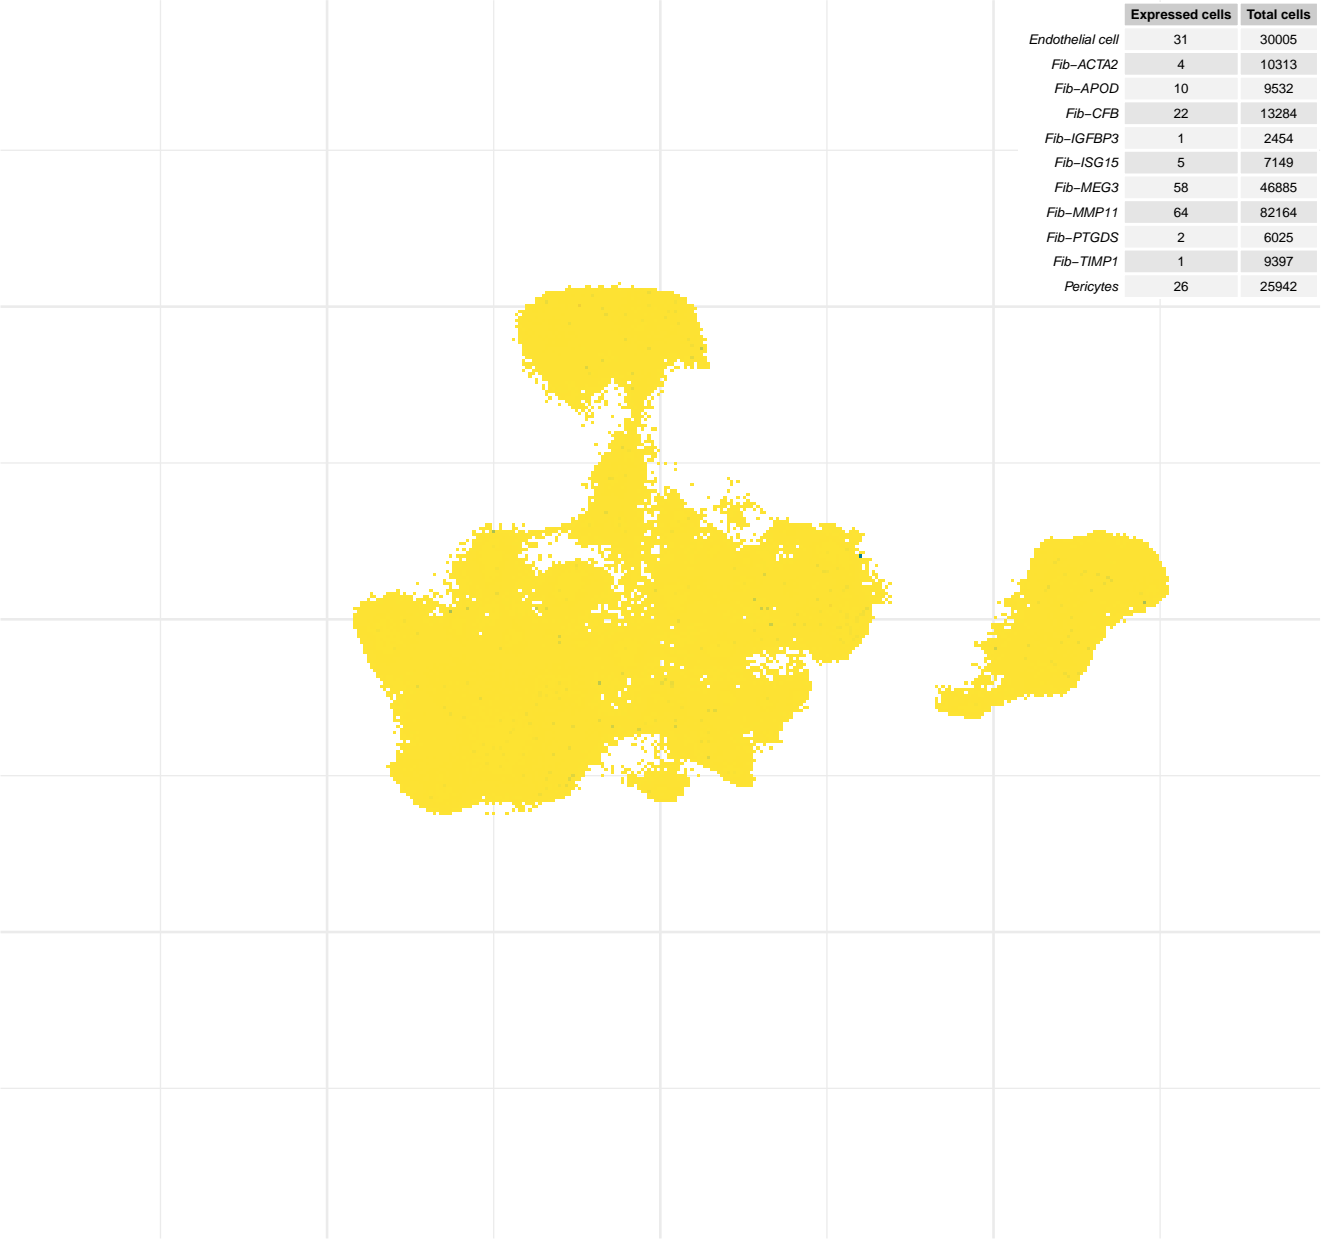 Expressed cells Total cells
Endothelial cell 31 30005
Fib−ACTA2 4 10313
Fib−APOD 10 9532
Fib−CFB 22 13284
Fib−IGFBP3 1 2454
Fib−ISG15 5 7149
Fib−MEG3 58 46885
Fib−MMP11 64 82164
Fib−PTGDS 2 6025
Fib−TIMP1 1 9397
Pericytes 26 25942